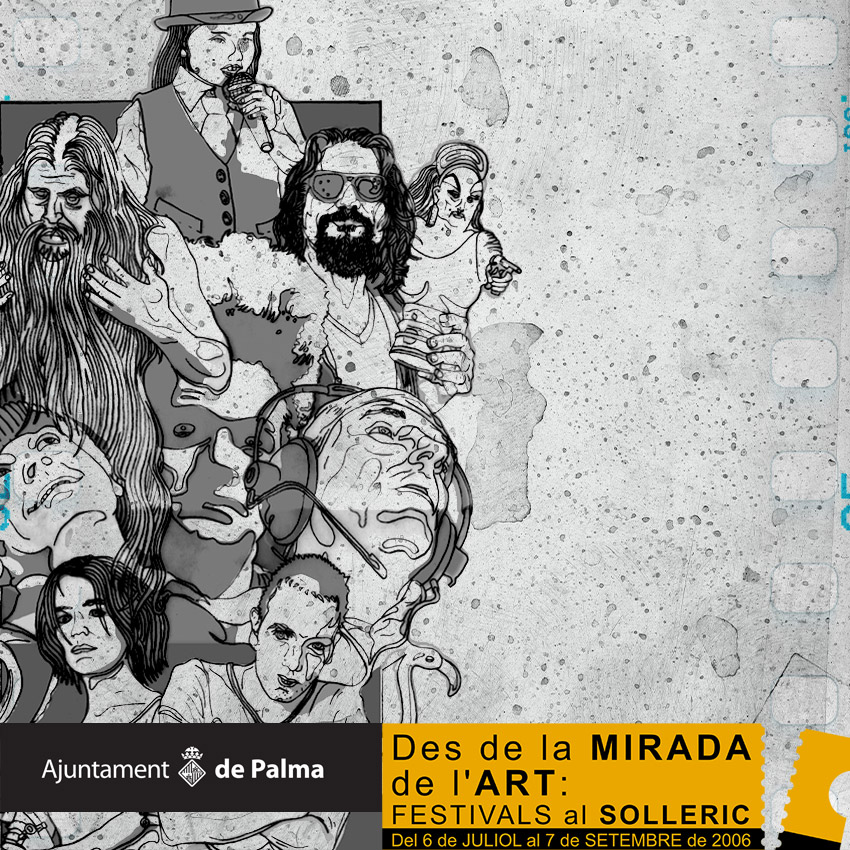 Ajuntament de Palma
Des de la MIRADA
de l'ART:
FESTIVALS al SOLLERIC
Del 6 de JULIOL al 7 de SETEMBRE de 2006